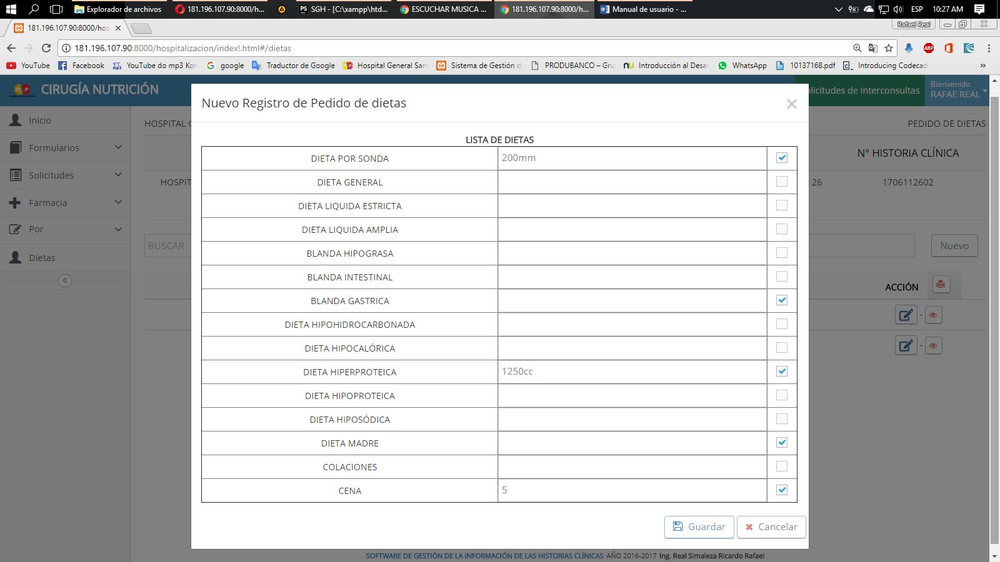 Explorador de archivos
181.196.107.90:8000/h...
SGH - [C:\xampp\htd...
ESCUCHAR MUSICA ...
181.196.107.90:8000/h...
Manual de usuario - ...
ESP
10:27 AM
181.196.107.90:8000/hos
Rafael Real
181.196.107.90:8000/hospitalizacion/index!.html#/dietas
ABP
YouTube
Facebook
YouTube do mp3 Kon
google
Traductor de Google
Hospital General San
Sistema de Gestión d
PRODUBANCO – Gru
Introducción al Desar
WhatsApp
10137168.pdf
Introducing Codecad
»
CIRUGÍA NUTRICIÓN
licitudes de Interconsultas
Bienvenido
RAFAE REAL
Inicio
Formularios
Solicitudes
Farmacia
Por
Dietas
HOSPITAL
PEDIDO DE DIETAS
N° HISTORIA CLÍNICA
HOSPIT
26
1706112602
BUSCAR
Nuevo
ACCIÓN
-
-
Nuevo Registro de Pedido de dietas
LISTA DE DIETAS
DIETA POR SONDA 200mm
DIETA GENERAL
DIETA LIQUIDA ESTRICTA
DIETA LIQUIDA AMPLIA
BLANDA HIPOGRASA
BLANDA INTESTINAL
BLANDA GASTRICA
DIETA HIPOHIDROCARBONADA
DIETA HIPOCALÓRICA
DIETA HIPERPROTEICA 1250cc
DIETA HIPOPROTEICA
DIETA HIPOSÓDICA
DIETA MADRE
COLACIONES
CENA 5
Guardar
Cancelar
SOFTWARE DE GESTIÓN DE LA INFORMACIÓN DE LAS HISTORIAS CLÍNICAS AÑO 2016-2017 Ing. Real Simaleza Ricardo Rafael